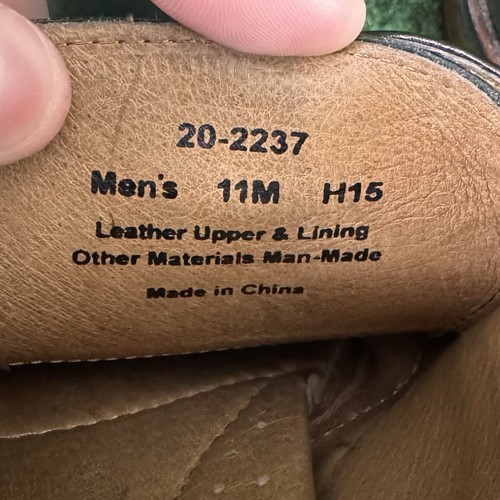 20-2237
Men's 11M H15
Leather Upper & Lining
Other Materials Man-Made
Made in China